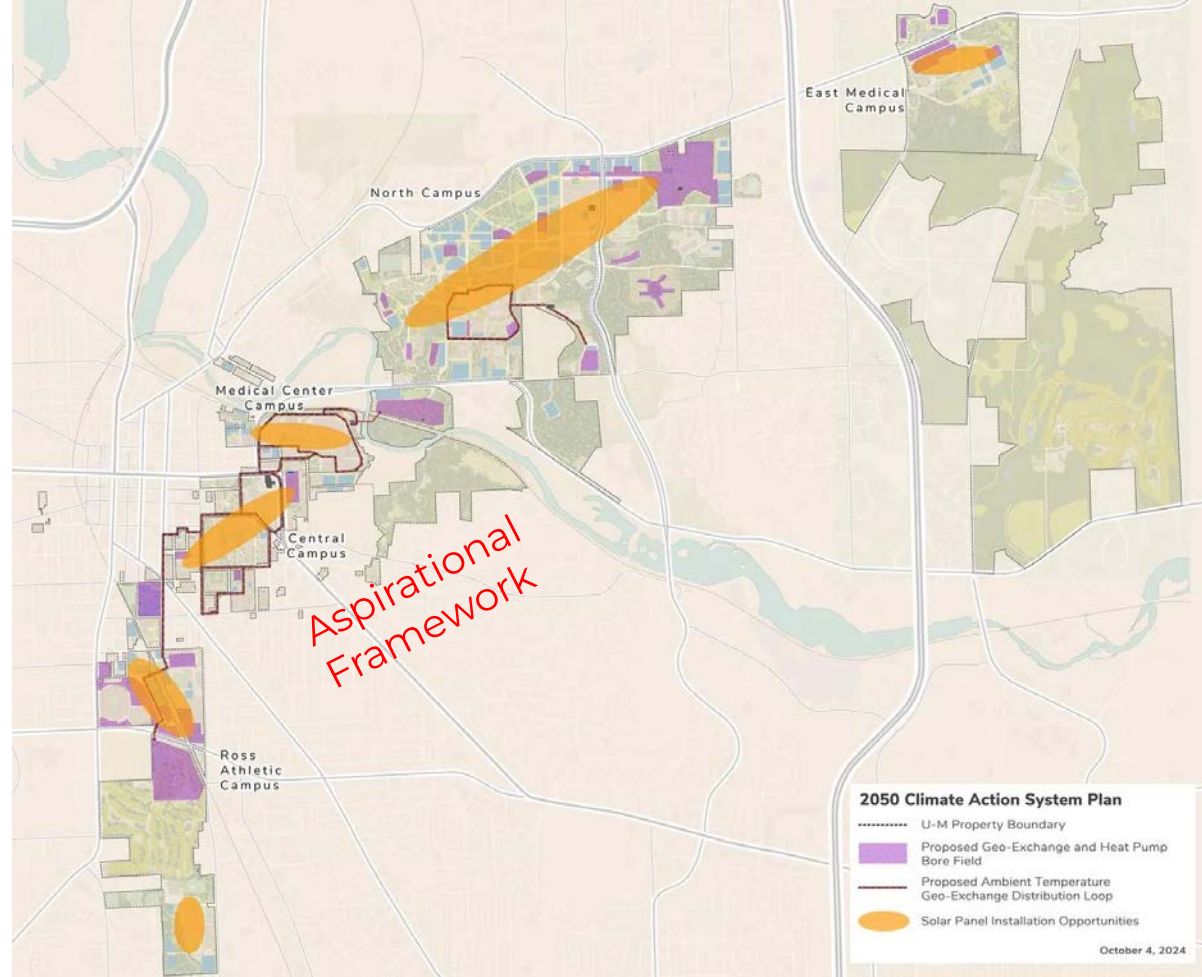 East Medical
Campus
North Campus
Medical Center
Campus
Central
Campus
Aspirational
Framework
Ross
Athletic
Campus
2050 Climate Action System Plan
U-M Property Boundary
Proposed Geo-Exchange and Heat Pump
Bore Field
Proposed Ambient Temperature
Geo-Exchange Distribution Loop
Solar Panel Installation Opportunities
October 4, 2024